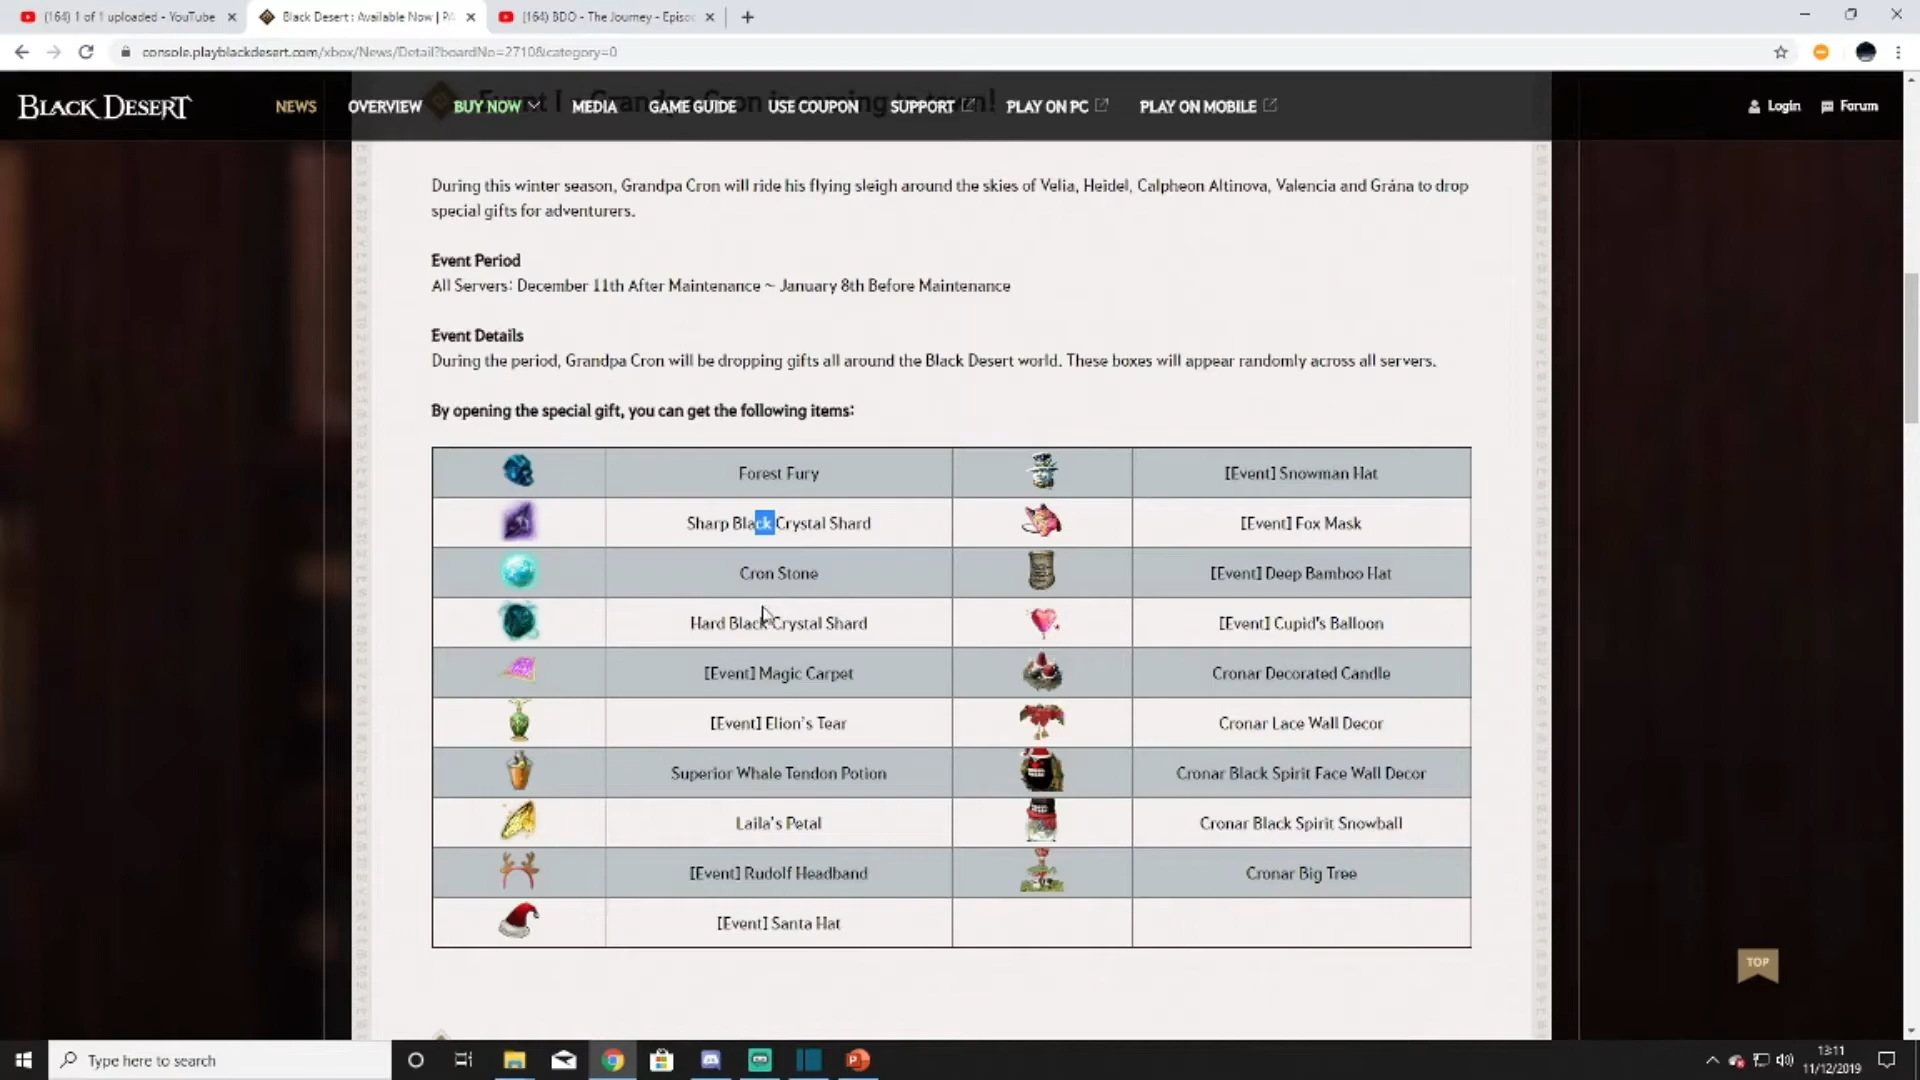 (164) 1 of 1 uploaded - YouTube
Black Desert : Available Now | PA
(164) BDO - The Journey - Episo
console.playblackdesert.com/xbox/News/Detail?boardNo=2710&category=0
BLACK DESERT
NEWS
OVERVIEW
BUY NOW
MEDIA
GAME GUIDE
USE COUPON
SUPPORT
PLAY ON PC
PLAY ON MOBILE
Login
Forum
Event I - Grandpa Cron is coming to town!
During this winter season, Grandpa Cron will ride his flying sleigh around the skies of Velia, Heidel, Calpheon Altinova, Valencia and Grána to drop
special gifts for adventurers.
Event Period
All Servers: December 11th After Maintenance ~ January 8th Before Maintenance
Event Details
During the period, Grandpa Cron will be dropping gifts all around the Black Desert world. These boxes will appear randomly across all servers.
By opening the special gift, you can get the following items:
Forest Fury
[Event] Snowman Hat
Sharp Black Crystal Shard
[Event] Fox Mask
Cron Stone
[Event] Deep Bamboo Hat
Hard Black Crystal Shard
[Event] Cupid's Balloon
[Event] Magic Carpet
Cronar Decorated Candle
[Event] Elion's Tear
Cronar Lace Wall Decor
Superior Whale Tendon Potion
Cronar Black Spirit Face Wall Decor
Laila's Petal
Cronar Black Spirit Snowball
[Event] Rudolf Headband
Cronar Big Tree
[Event] Santa Hat
TOP
Type here to search
13:11
11/12/2019